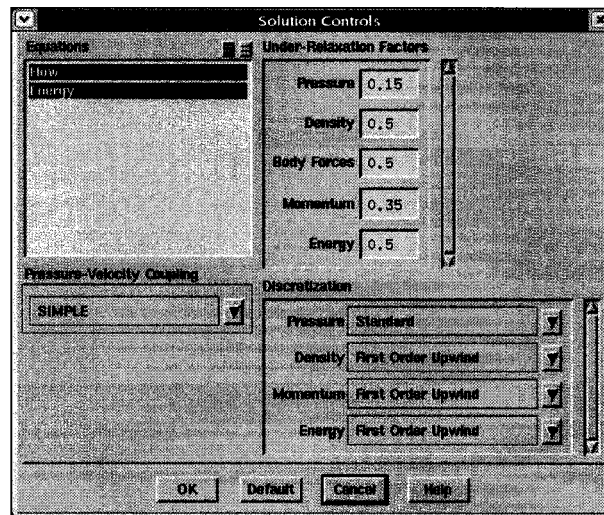 Solution Controls
Equations
Flow
Energy
Under-Relaxation Factors
Pressure 0.15
Density 0.5
Body Forces 0.5
Momentum 0.35
Energy 0.5
Pressure-Velocity Coupling
SIMPLE
Discretization
Pressure Standard
Density First Order Upwind
Momentum First Order Upwind
Energy First Order Upwind
OK Default Cancel Help